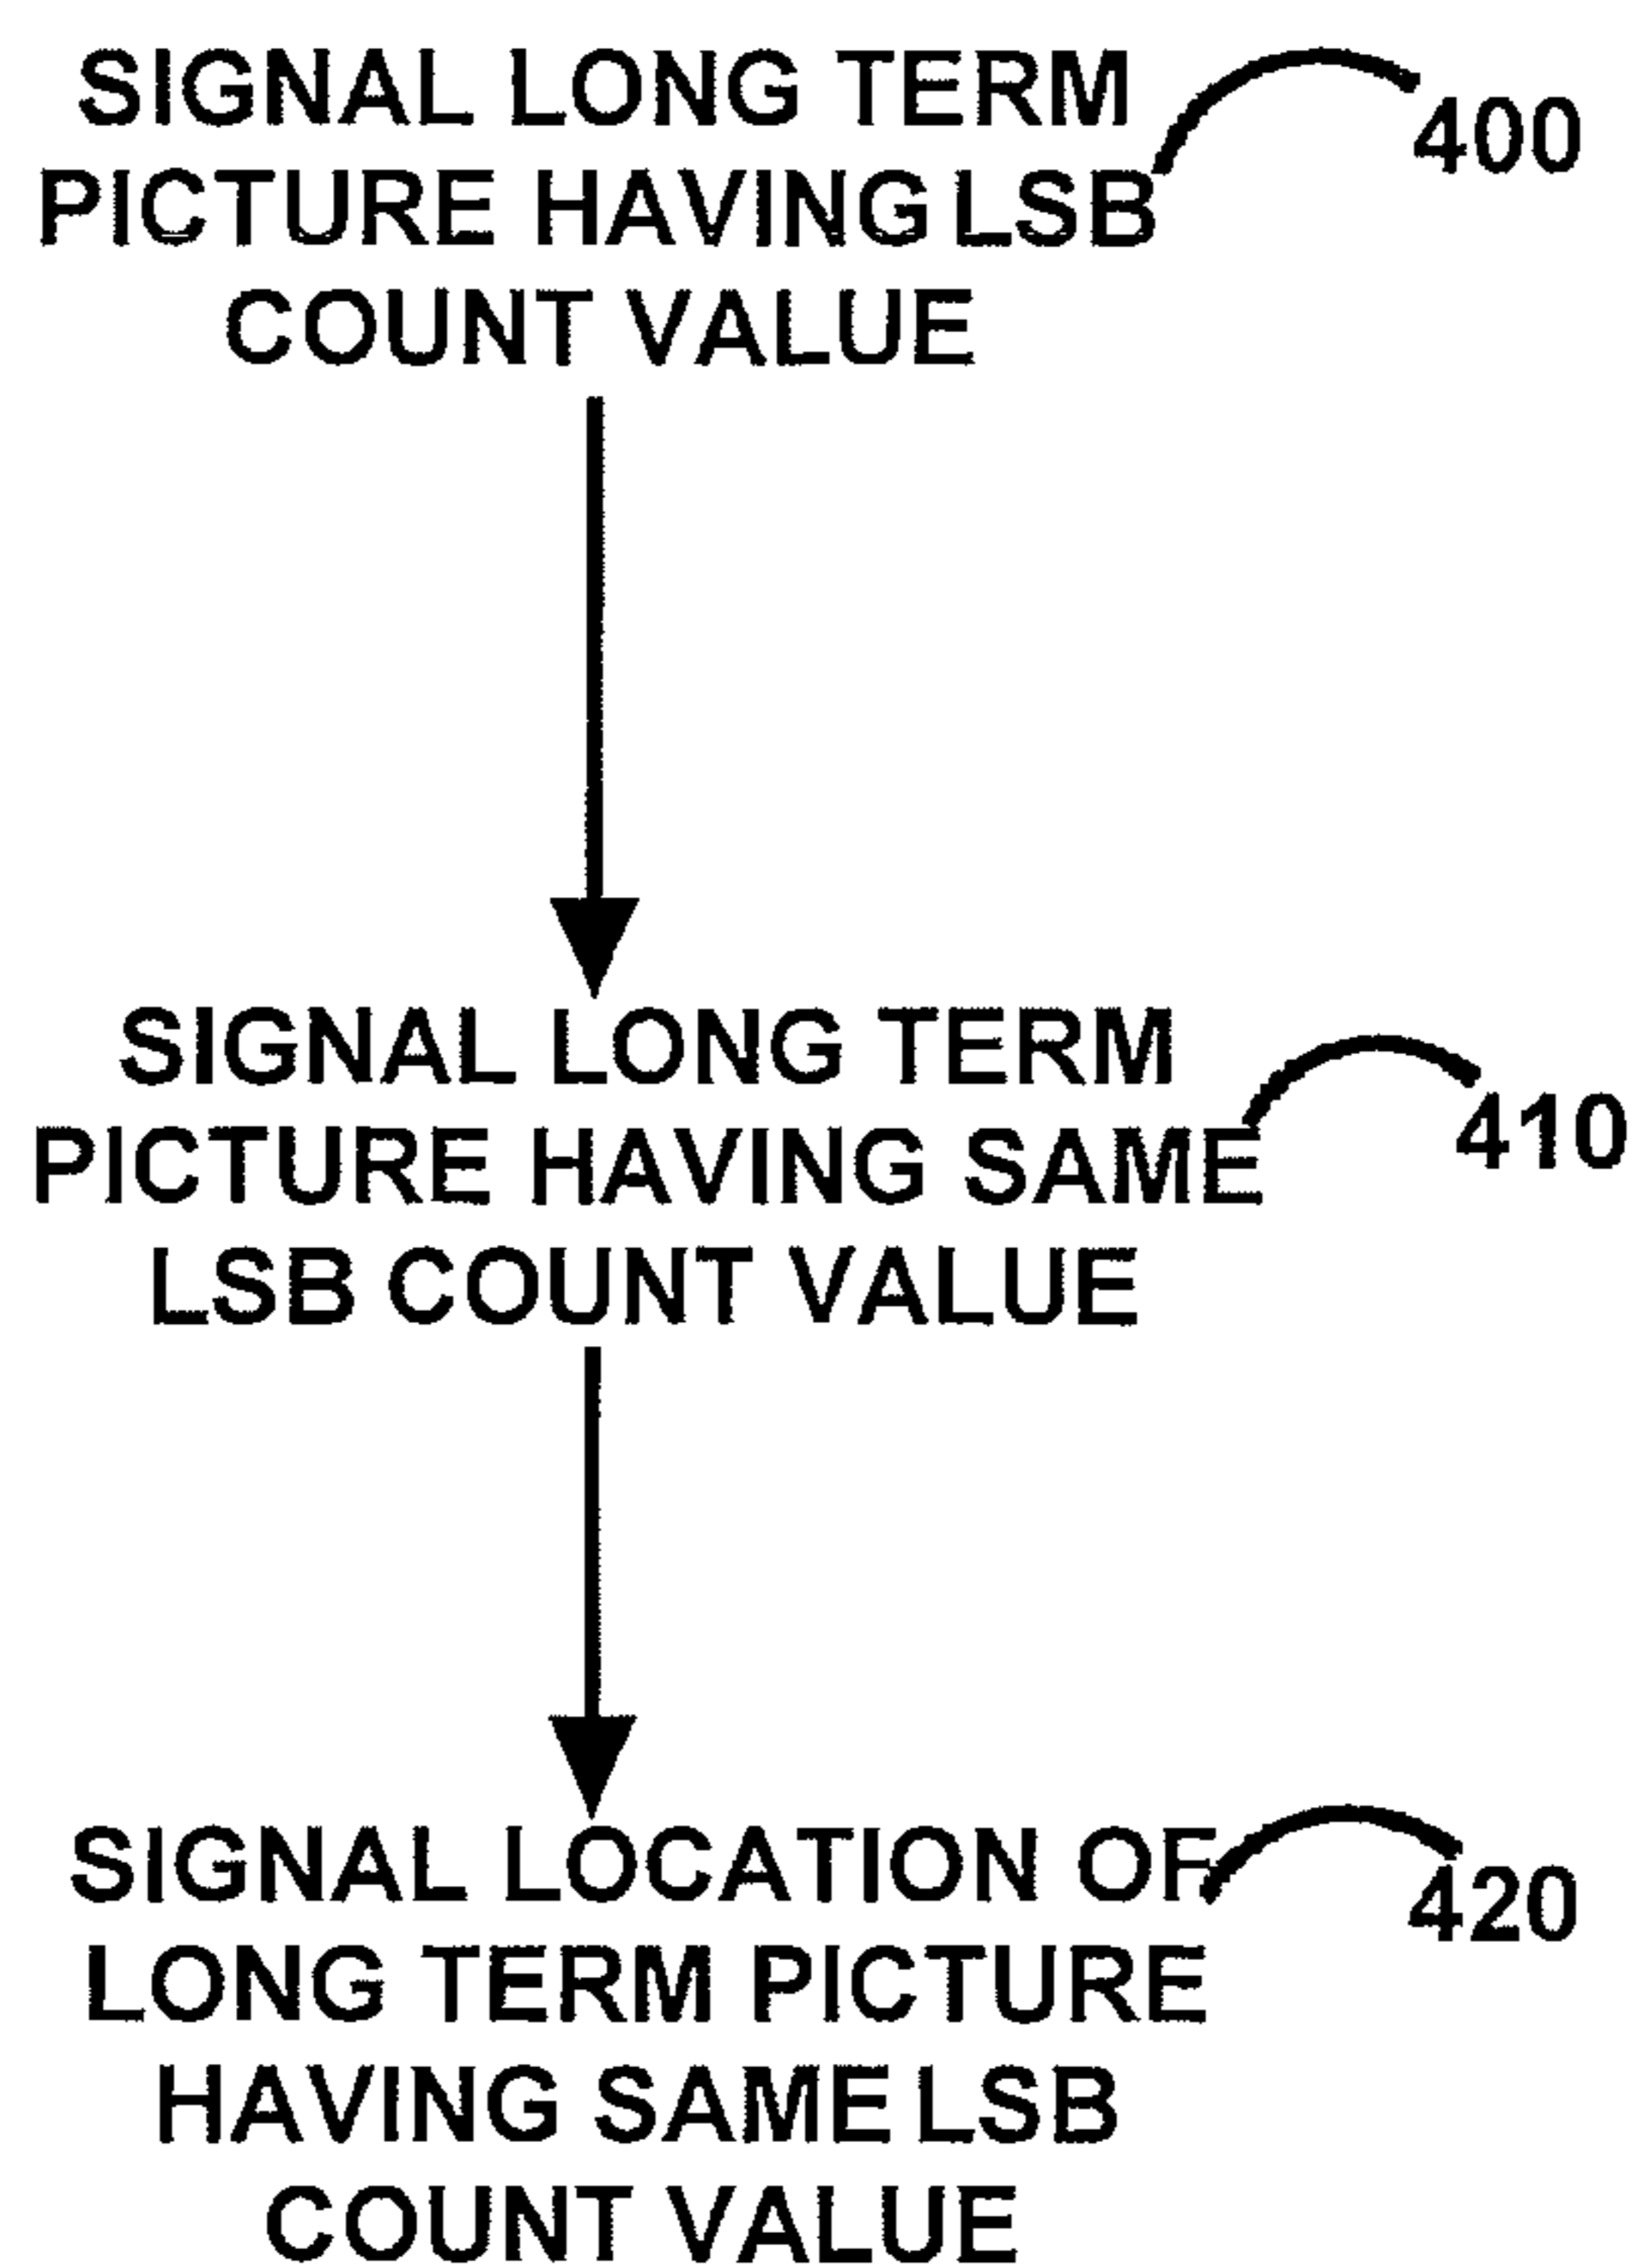 SIGNAL LONG TERM
400
PICTURE HAVING LSB
COUNT VALUE
SIGNAL LONG TERM
410
PICTURE HAVING SAME
LSB COUNT VALUE
SIGNAL LOCATION OF
420
LONG TERM PICTURE
HAVING SAME LSB
COUNT VALUE